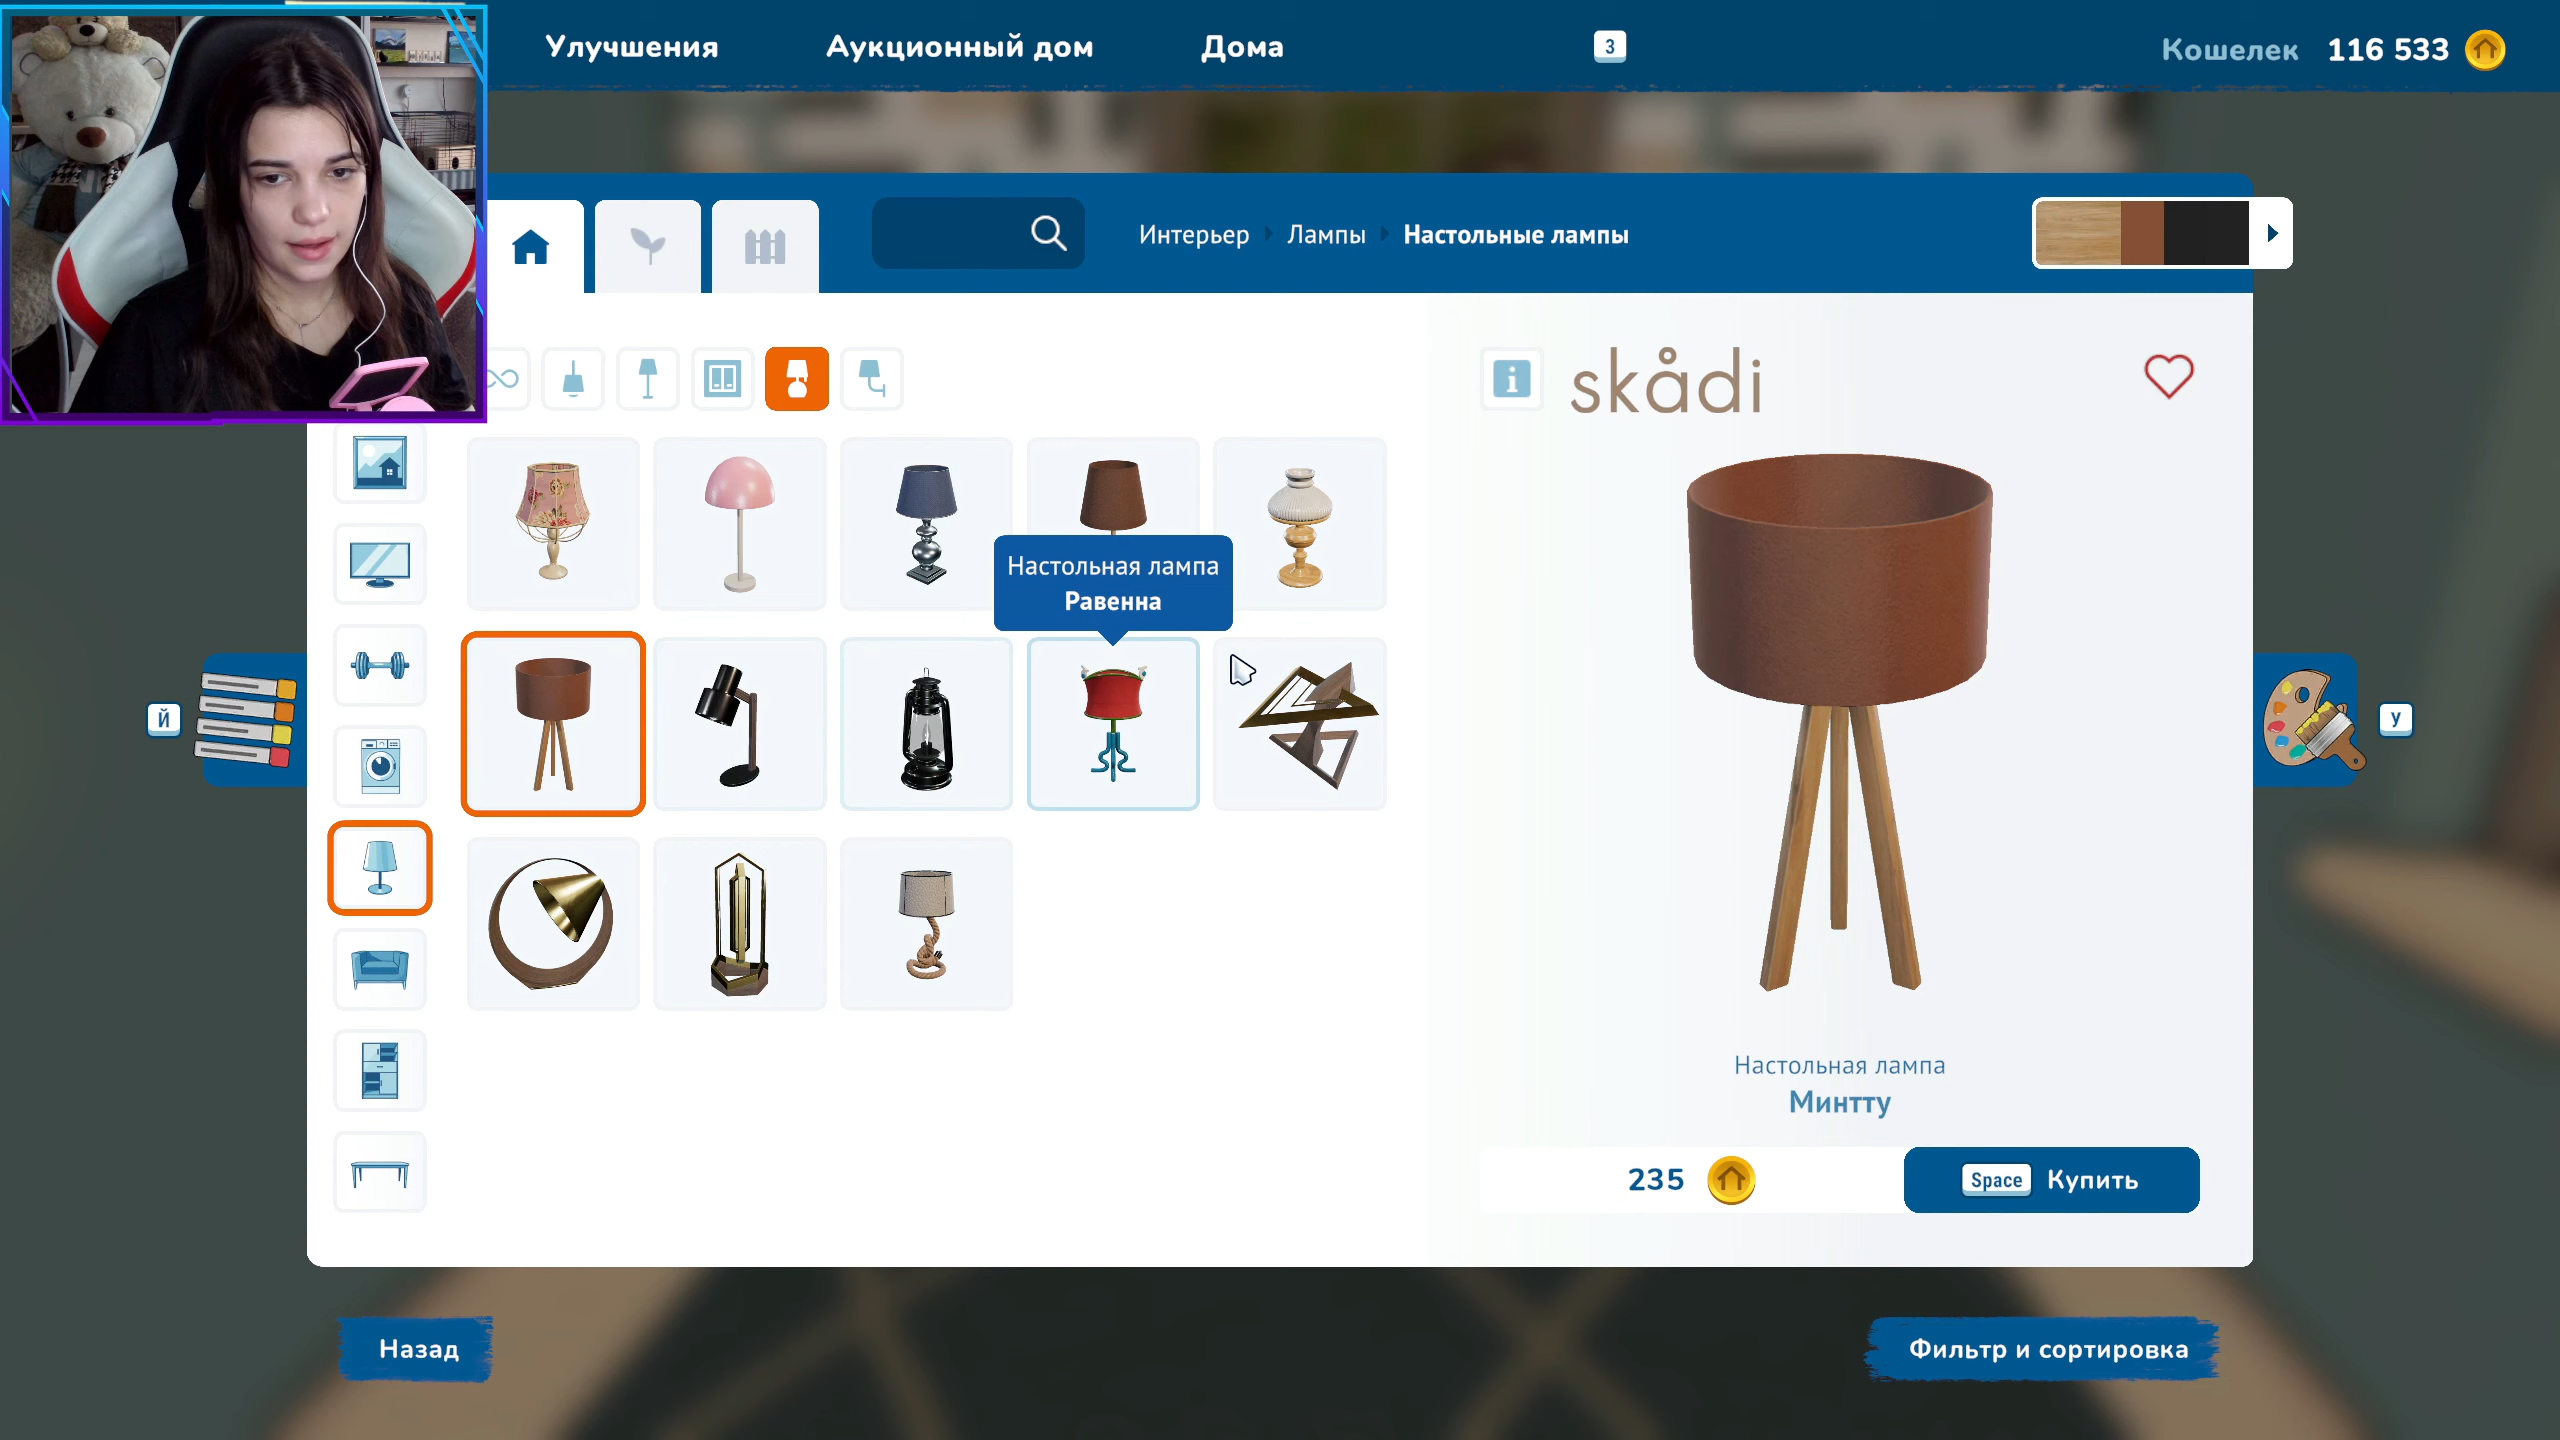 Улучшения
Аукционный дом
Дома
3
Кошелек 116 533
Интерьер Лампы Настольные лампы
i skådi
Настольная лампа
Равенна
Й
У
Настольная лампа
Минтту
235
Space Купить
Назад
Фильтр и сортировка